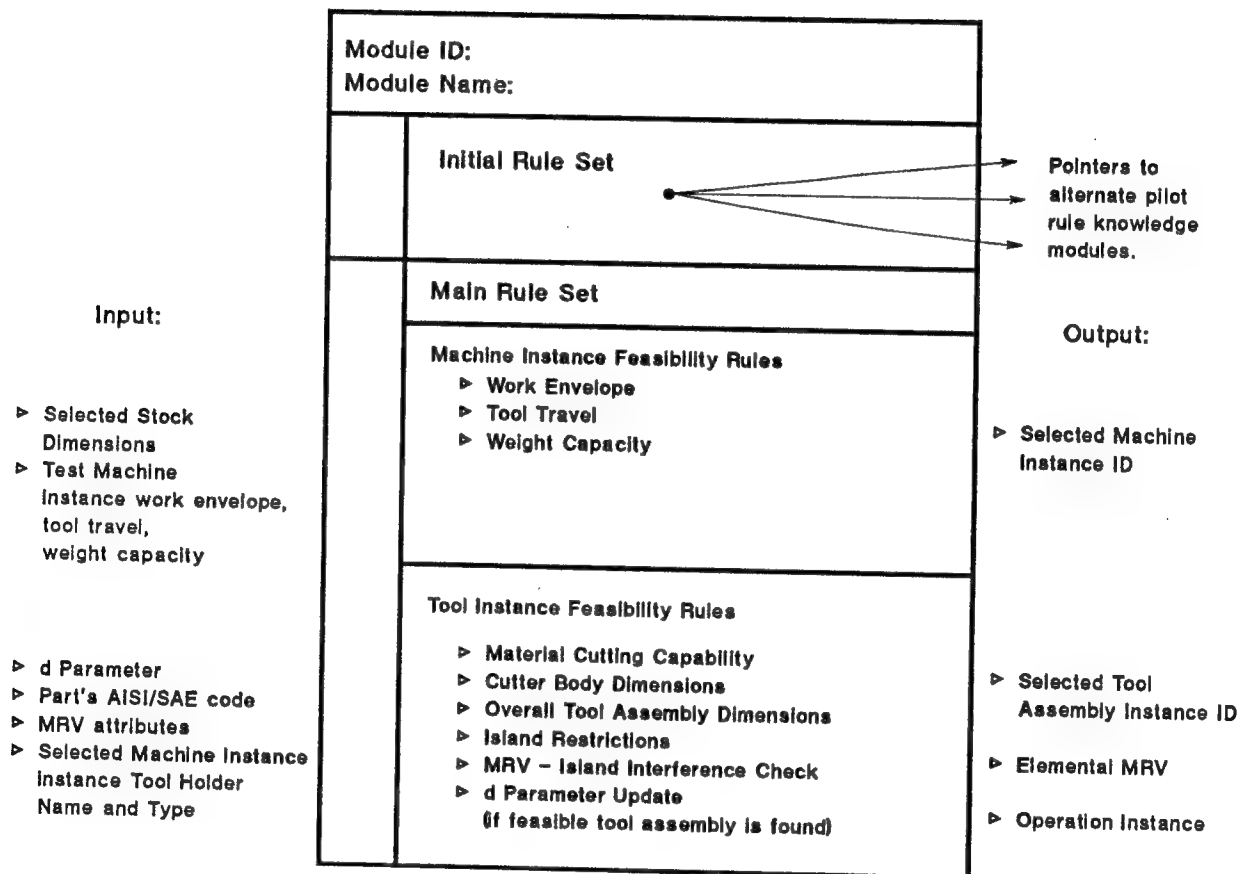 Module ID:
Module Name:
Initial Rule Set
Pointers to
alternate pilot
rule knowledge
modules.
Main Rule Set
Input:
Output:
Machine Instance Feasibility Rules
▷ Work Envelope
▷ Tool Travel
▷ Weight Capacity
▷ Selected Stock
Dimensions
▷ Test Machine
Instance work envelope,
tool travel,
weight capacity
▷ Selected Machine
Instance ID
Tool Instance Feasibility Rules
▷ Material Cutting Capability
▷ Cutter Body Dimensions
▷ Overall Tool Assembly Dimensions
▷ Island Restrictions
▷ MRV – Island Interference Check
▷ d Parameter Update
(if feasible tool assembly is found)
▷ d Parameter
▷ Part's AISI/SAE code
▷ MRV attributes
▷ Selected Machine Instance
Instance Tool Holder
Name and Type
▷ Selected Tool
Assembly Instance ID
▷ Elemental MRV
▷ Operation Instance